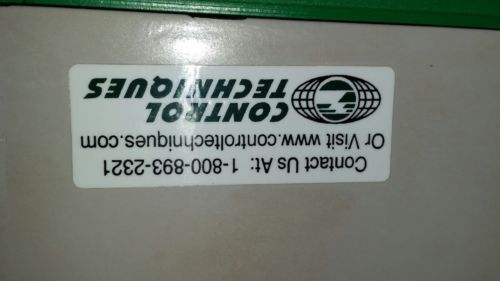 CONTROL
TECHNIQUES
Or Visit www.controltechniques.com
Contact Us At: 1-800-893-2321